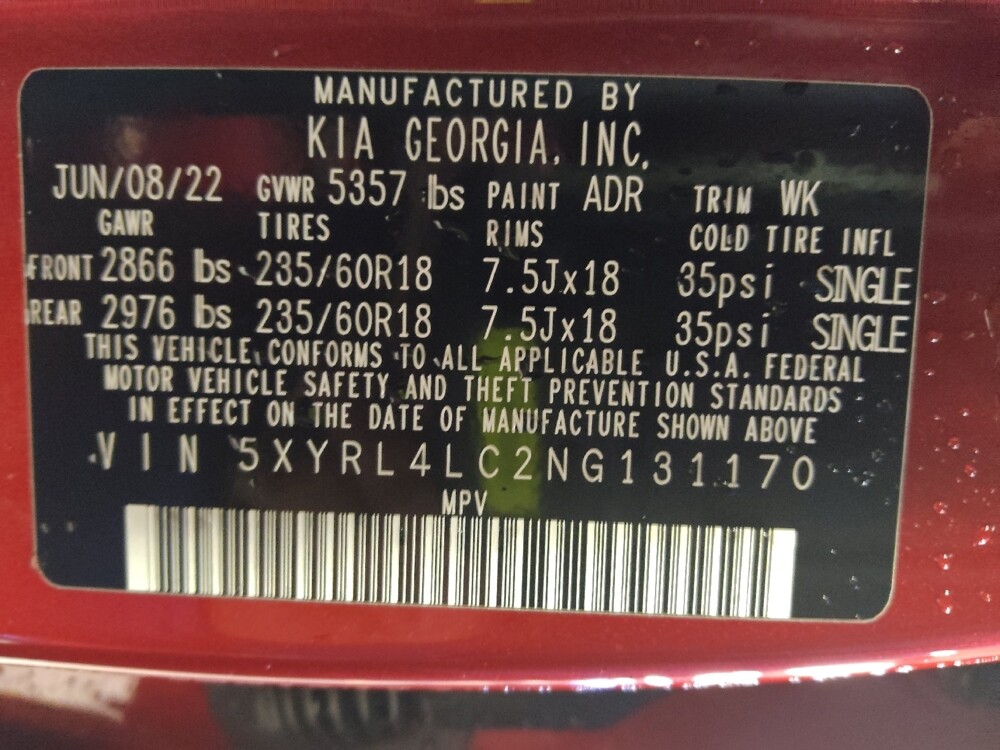 MANUFACTURED BY
KIA GEORGIA, INC.
JUN/08/22 GVWR 5357 lbs PAINT ADR TRIM WK
GAWR TIRES RIMS COLD TIRE INFL
FRONT 2866 lbs 235/60R18 7.5Jx18 35psi SINGLE
REAR 2976 lbs 235/60R18 7.5Jx18 35psi SINGLE
THIS VEHICLE CONFORMS TO ALL APPLICABLE U.S.A. FEDERAL
MOTOR VEHICLE SAFETY AND THEFT PREVENTION STANDARDS
IN EFFECT ON THE DATE OF MANUFACTURE SHOWN ABOVE
VIN 5XYRL4LC2NG131170
MPV